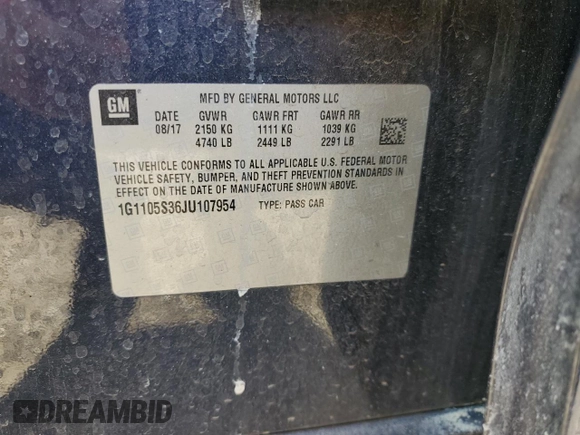 GM
MFD BY GENERAL MOTORS LLC
DATE GVWR GAWR FRT GAWR RR
08/17 2150 KG 1111 KG 1039 KG
4740 LB 2449 LB 2291 LB
THIS VEHICLE CONFORMS TO ALL APPLICABLE U.S. FEDERAL MOTOR
VEHICLE SAFETY, BUMPER, AND THEFT PREVENTION STANDARDS IN
EFFECT ON THE DATE OF MANUFACTURE SHOWN ABOVE.
1G1105S36JU107954 TYPE: PASS CAR
DREAMBID